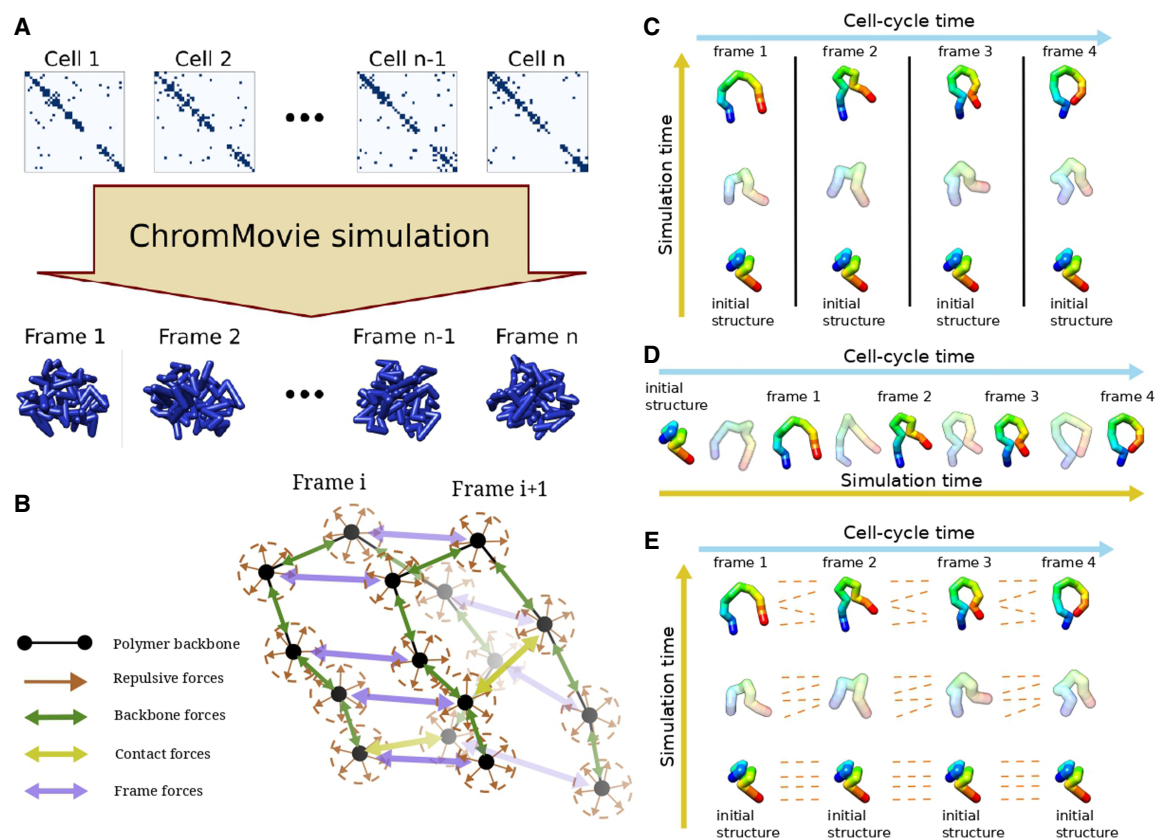 A
Cell 1 Cell 2 Cell n-1 Cell n
ChromMovie simulation
Frame 1 Frame 2 Frame n-1 Frame n
B
Frame i Frame i+1
Polymer backbone
Repulsive forces
Backbone forces
Contact forces
Frame forces
C
Cell-cycle time
frame 1 frame 2 frame 3 frame 4
Simulation time
initial initial initial initial
structure structure structure structure
D
Cell-cycle time
initial
structure frame 1 frame 2 frame 3 frame 4
Simulation time
E
Cell-cycle time
frame 1 frame 2 frame 3 frame 4
Simulation time
initial initial initial initial
structure structure structure structure